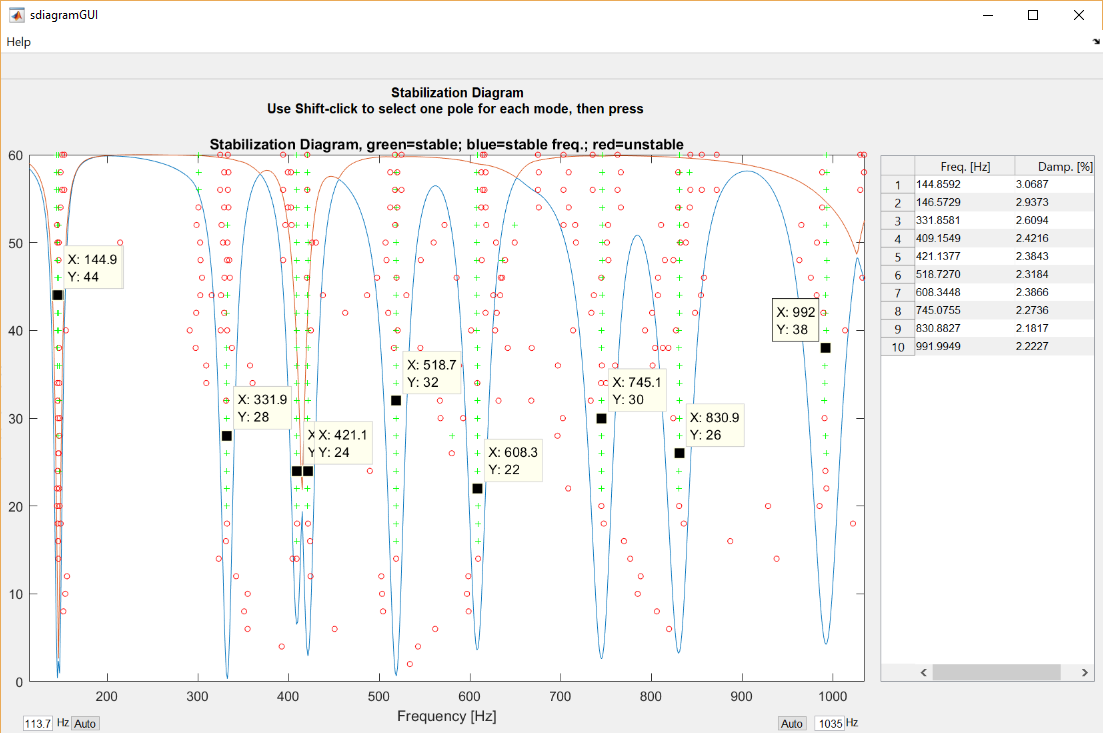 sdiagramGUI
Help
Stabilization Diagram
Use Shift-click to select one pole for each mode, then press
Stabilization Diagram, green=stable; blue=stable freq.; red=unstable
60
50
40
30
20
10
0
200 300 400 500 600 700 800 900 1000
Frequency [Hz]
X: 144.9
Y: 44
X: 331.9
Y: 28
X X: 421.1
Y Y: 24
X: 518.7
Y: 32
X: 608.3
Y: 22
X: 745.1
Y: 30
X: 830.9
Y: 26
X: 992
Y: 38
113.7 Hz Auto
Auto 1035 Hz
Freq. [Hz] Damp. [%]
1 144.8592 3.0687
2 146.5729 2.9373
3 331.8581 2.6094
4 409.1549 2.4216
5 421.1377 2.3843
6 518.7270 2.3184
7 608.3448 2.3866
8 745.0755 2.2736
9 830.8827 2.1817
10 991.9949 2.2227